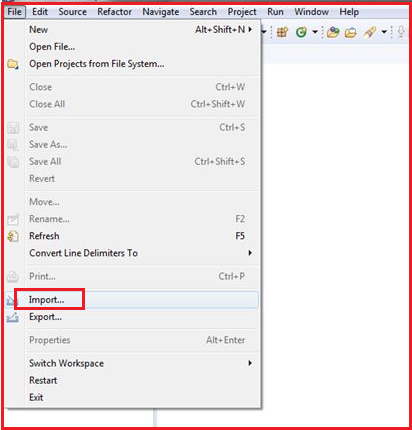 File Edit Source Refactor Navigate Search Project Run Window Help
New Alt+Shift+N
Open File...
Open Projects from File System...
Close Ctrl+W
Close All Ctrl+Shift+W
Save Ctrl+S
Save As...
Save All Ctrl+Shift+S
Revert
Move...
Rename... F2
Refresh F5
Convert Line Delimiters To
Print... Ctrl+P
Import...
Export...
Properties Alt+Enter
Switch Workspace
Restart
Exit